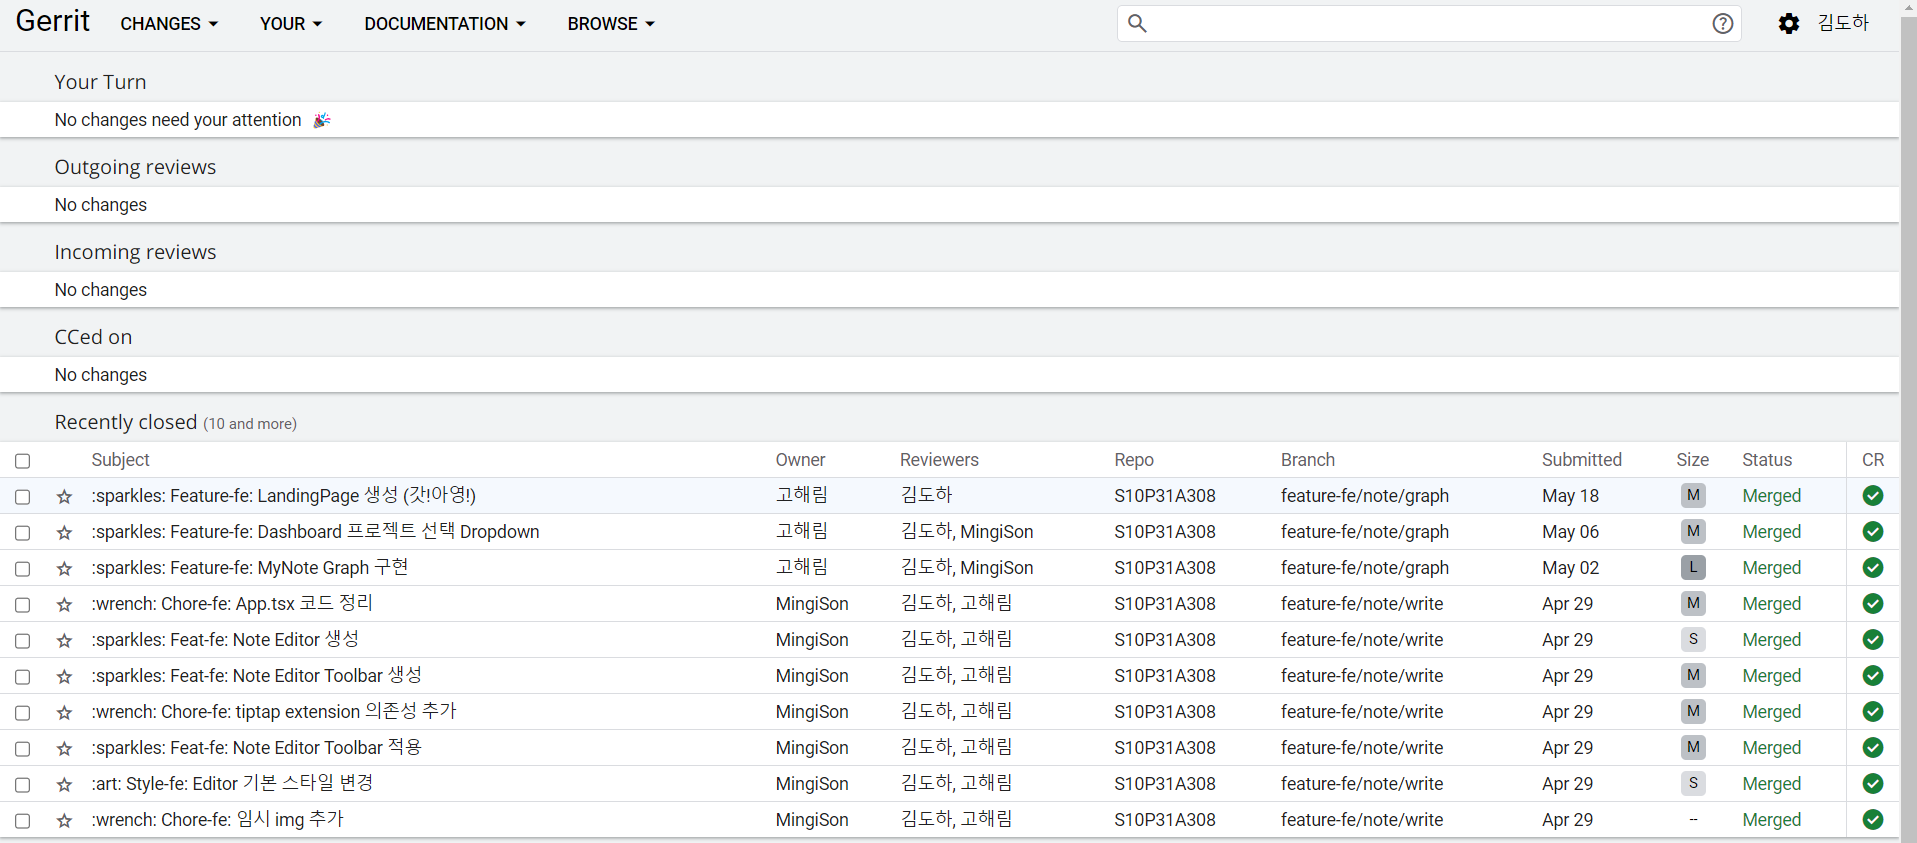 Gerrit CHANGES YOUR DOCUMENTATION BROWSE 김도하
Your Turn
No changes need your attention 🎉
Outgoing reviews
No changes
Incoming reviews
No changes
CCed on
No changes
Recently closed (10 and more)
Subject Owner Reviewers Repo Branch Submitted Size Status CR
:sparkles: Feature-fe: LandingPage 생성 (갓!아영!) 고해림 김도하 S10P31A308 feature-fe/note/graph May 18 M Merged
:sparkles: Feature-fe: Dashboard 프로젝트 선택 Dropdown 고해림 김도하, MingiSon S10P31A308 feature-fe/note/graph May 06 M Merged
:sparkles: Feature-fe: MyNote Graph 구현 고해림 김도하, MingiSon S10P31A308 feature-fe/note/graph May 02 L Merged
:wrench: Chore-fe: App.tsx 코드 정리 MingiSon 김도하, 고해림 S10P31A308 feature-fe/note/write Apr 29 M Merged
:sparkles: Feat-fe: Note Editor 생성 MingiSon 김도하, 고해림 S10P31A308 feature-fe/note/write Apr 29 S Merged
:sparkles: Feat-fe: Note Editor Toolbar 생성 MingiSon 김도하, 고해림 S10P31A308 feature-fe/note/write Apr 29 M Merged
:wrench: Chore-fe: tiptap extension 의존성 추가 MingiSon 김도하, 고해림 S10P31A308 feature-fe/note/write Apr 29 M Merged
:sparkles: Feat-fe: Note Editor Toolbar 적용 MingiSon 김도하, 고해림 S10P31A308 feature-fe/note/write Apr 29 M Merged
:art: Style-fe: Editor 기본 스타일 변경 MingiSon 김도하, 고해림 S10P31A308 feature-fe/note/write Apr 29 S Merged
:wrench: Chore-fe: 임시 img 추가 MingiSon 김도하, 고해림 S10P31A308 feature-fe/note/write Apr 29 -- Merged